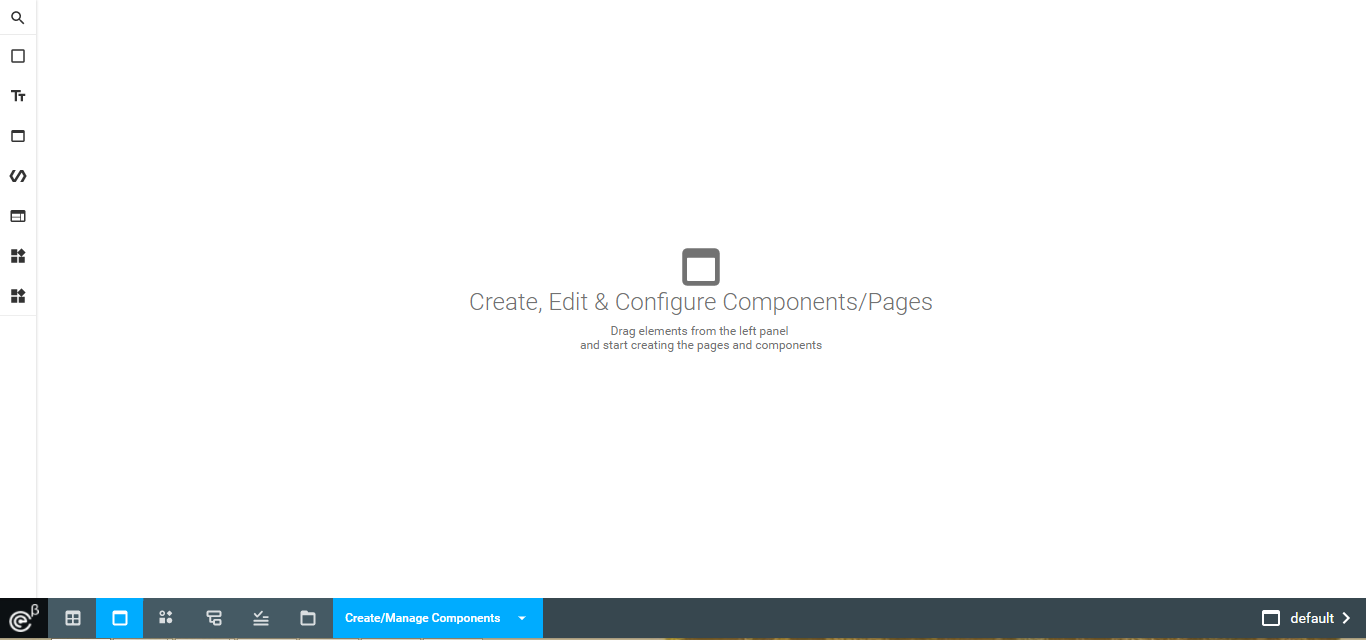 Create, Edit & Configure Components/Pages
Drag elements from the left panel
and start creating the pages and components
e β
Create/Manage Components
default